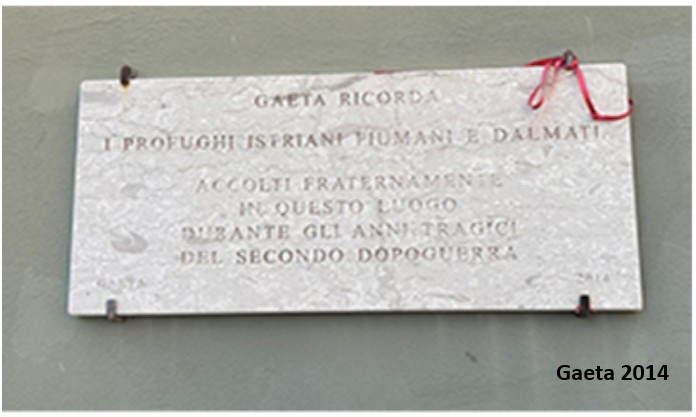 GAETA RICORDA
I PROFUGHI ISTRIANI FIUMANI E DALMATI
ACCOLTI FRATERNAMENTE
IN QUESTO LUOGO
DURANTE GLI ANNI TRAGICI
DEL SECONDO DOPOGUERRA
GAETA 2014
Gaeta 2014